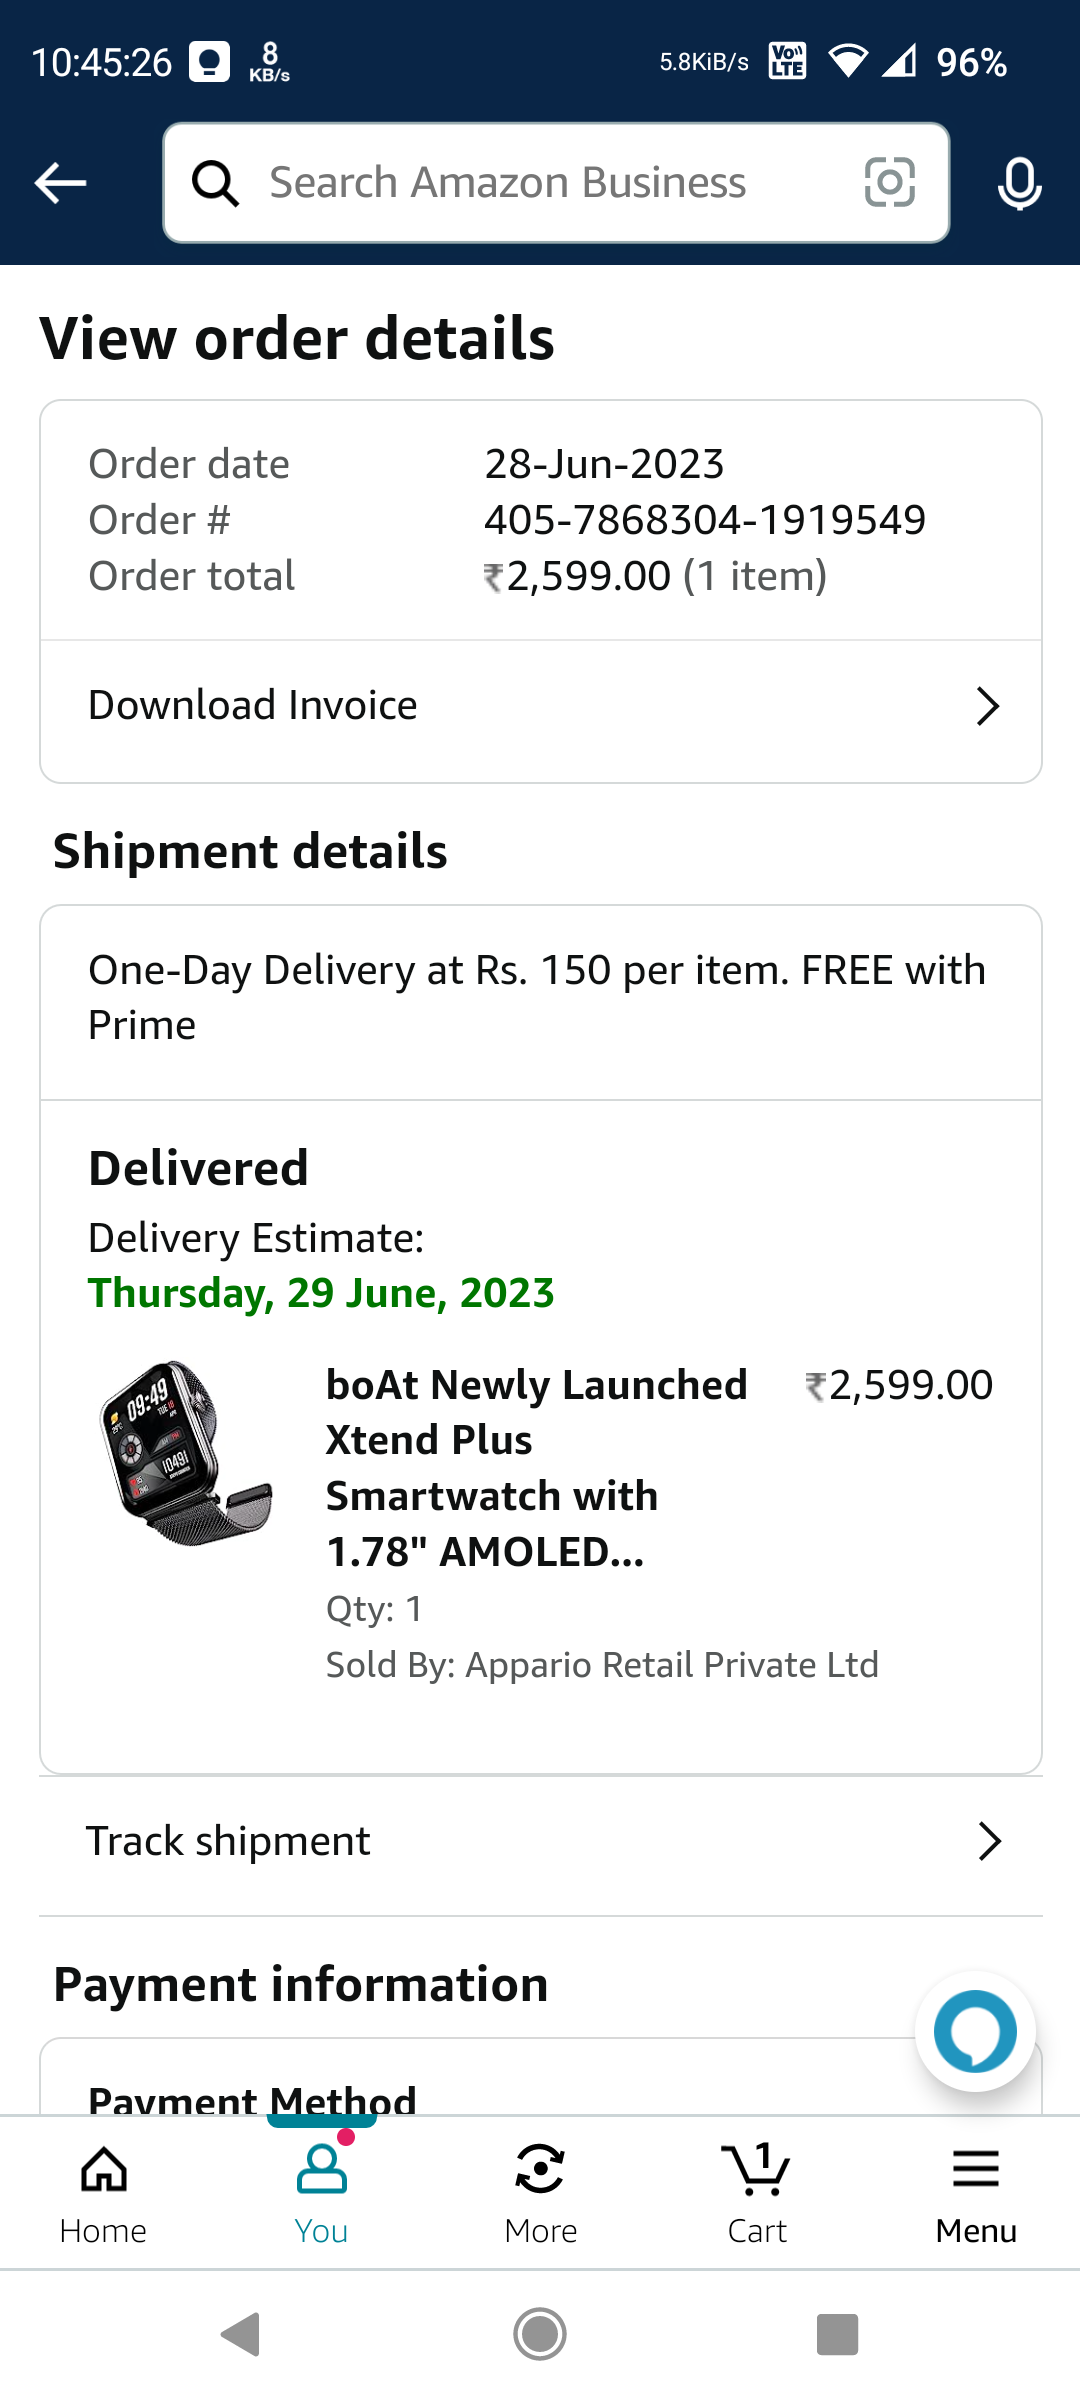 10:45:26
8
KB/s
5.8KiB/s
Vo
LTE
96%
Search Amazon Business
View order details
Order date 28-Jun-2023
Order # 405-7868304-1919549
Order total ₹2,599.00 (1 item)
Download Invoice
Shipment details
One-Day Delivery at Rs. 150 per item. FREE with
Prime
Delivered
Delivery Estimate:
Thursday, 29 June, 2023
09:49
10491
boAt Newly Launched ₹2,599.00
Xtend Plus
Smartwatch with
1.78" AMOLED...
Qty: 1
Sold By: Appario Retail Private Ltd
Track shipment
Payment information
Payment Method
1
Home You More Cart Menu